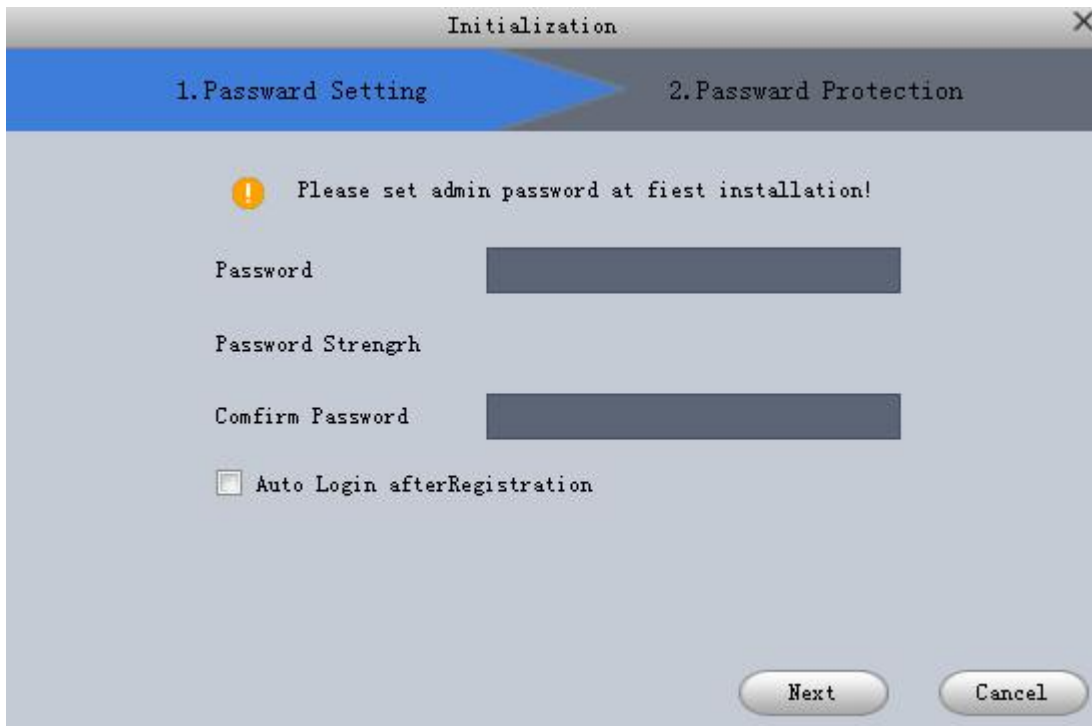 Initialization
1.Passward Setting
2.Passward Protection
Please set admin password at fiest installation!
Password
Password Strengrh
Comfirm Password
Auto Login afterRegistration
Next
Cancel